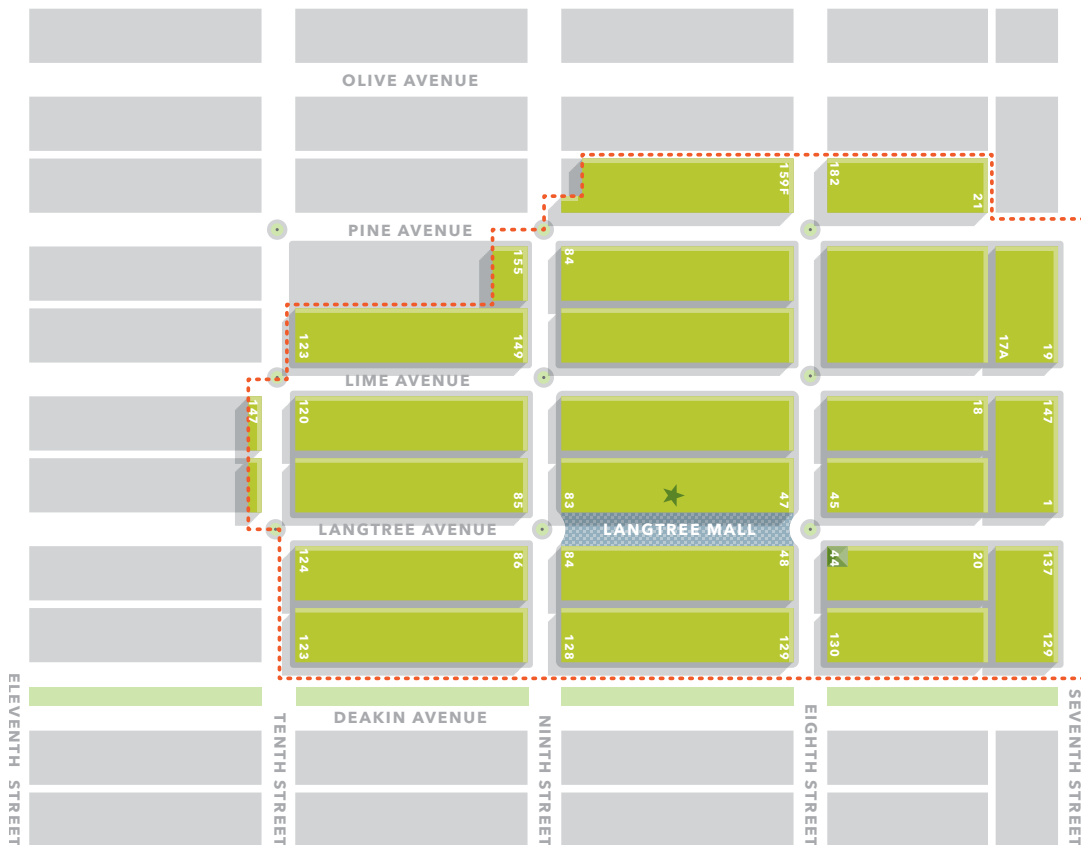 OLIVE AVENUE
159F
182
21
PINE AVENUE
155
84
123
149
17A
19
LIME AVENUE
147
120
18
147
85
83
47
45
1
LANGTREE AVENUE
LANGTREE MALL
124
86
84
48
44
20
137
123
128
129
130
129
ELEVENTH STREET
DEAKIN AVENUE
TENTH STREET
NINTH STREET
EIGHTH STREET
SEVENTH STREET